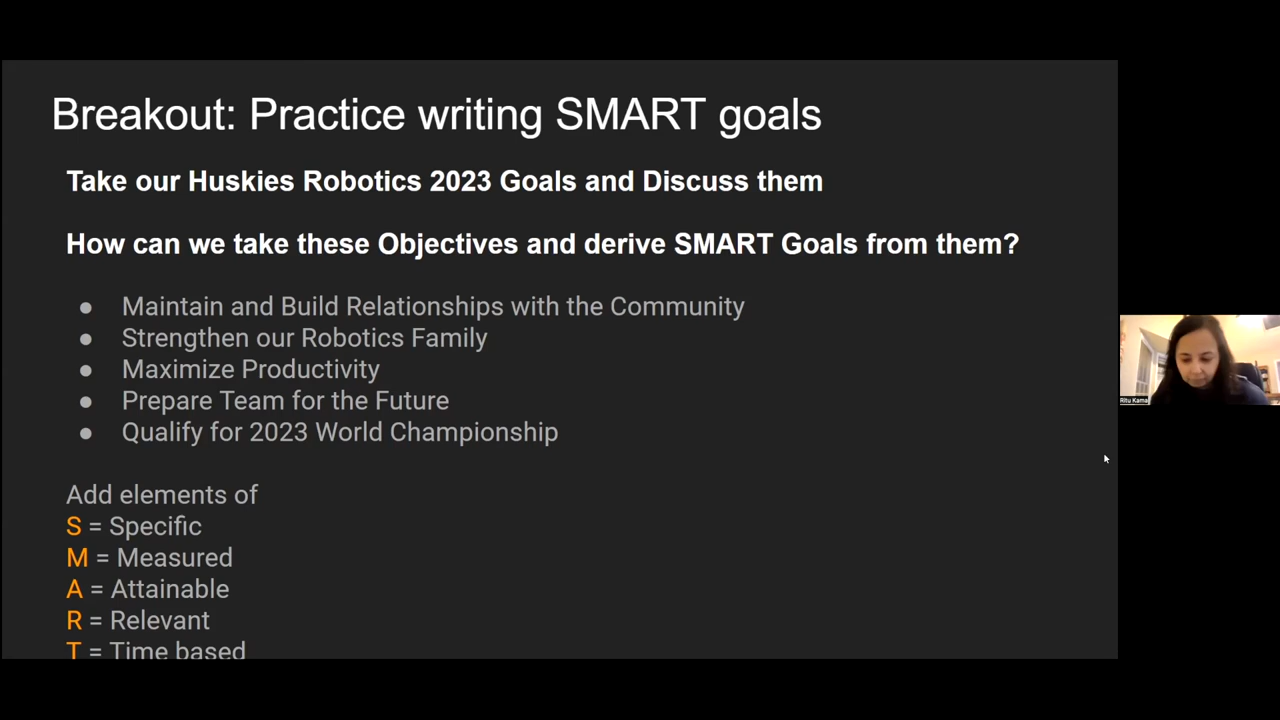 Breakout: Practice writing SMART goals
Take our Huskies Robotics 2023 Goals and Discuss them
How can we take these Objectives and derive SMART Goals from them?
● Maintain and Build Relationships with the Community
● Strengthen our Robotics Family
● Maximize Productivity
● Prepare Team for the Future
● Qualify for 2023 World Championship
Add elements of
S = Specific
M = Measured
A = Attainable
R = Relevant
T = Time based
Ritu Kama